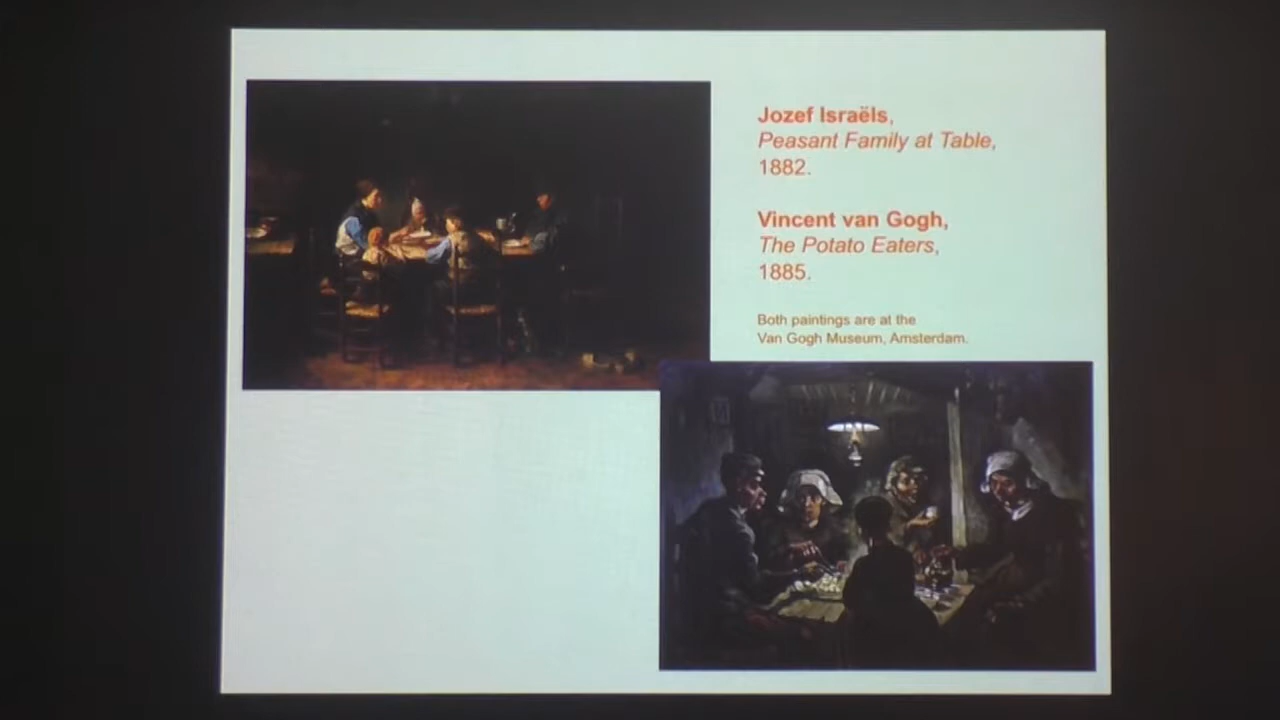 Jozef Israëls,
Peasant Family at Table,
1882.
Vincent van Gogh,
The Potato Eaters,
1885.
Both paintings are at the
Van Gogh Museum, Amsterdam.